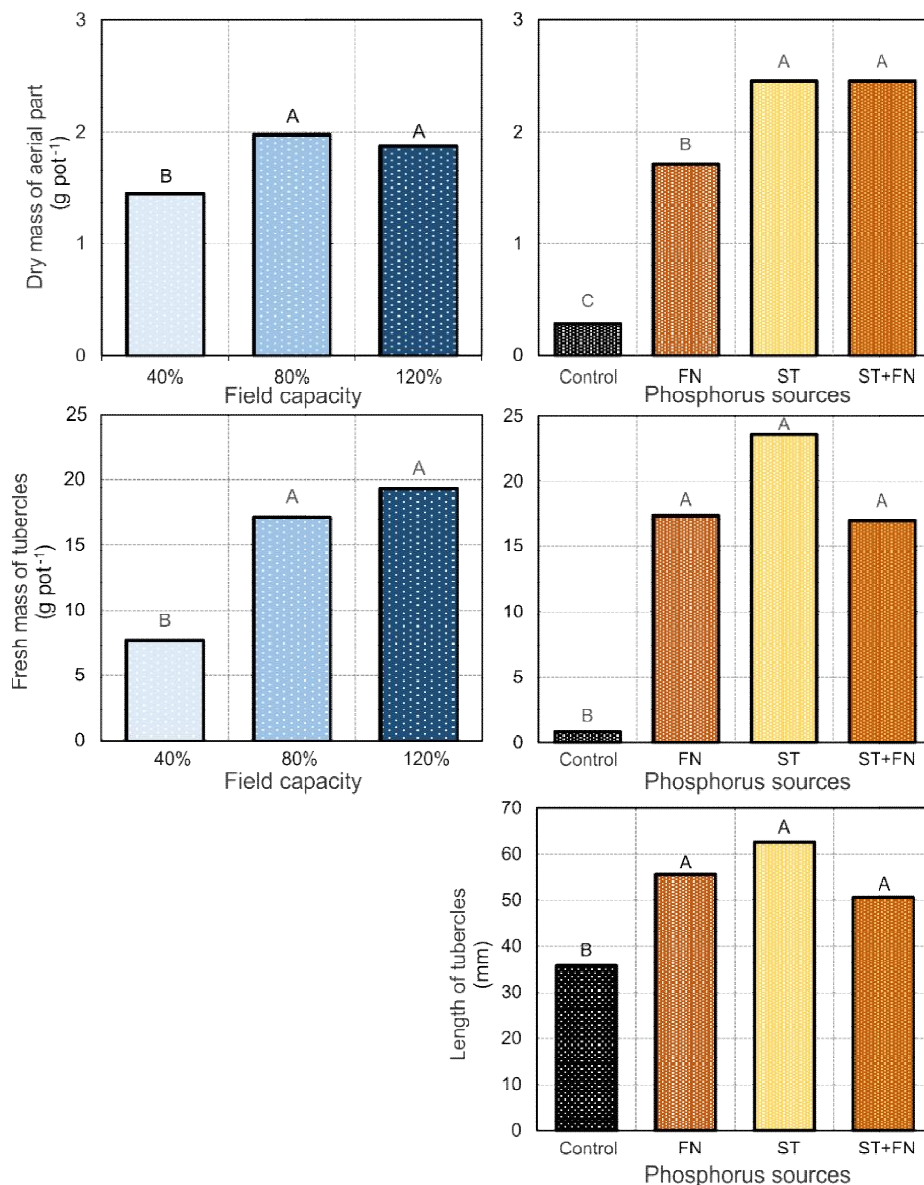 Dry mass of aerial part
(g pot-1)
3
2
1
0
B
A
A
40%
80%
120%
Field capacity
3
2
1
0
C
B
A
A
Control
FN
ST
ST+FN
Phosphorus sources
Fresh mass of tubercles
(g pot-1)
25
20
15
10
5
0
B
A
A
40%
80%
120%
Field capacity
25
20
15
10
5
0
B
A
A
A
Control
FN
ST
ST+FN
Phosphorus sources
Length of tubercles
(mm)
70
60
50
40
30
20
10
0
B
A
A
A
Control
FN
ST
ST+FN
Phosphorus sources